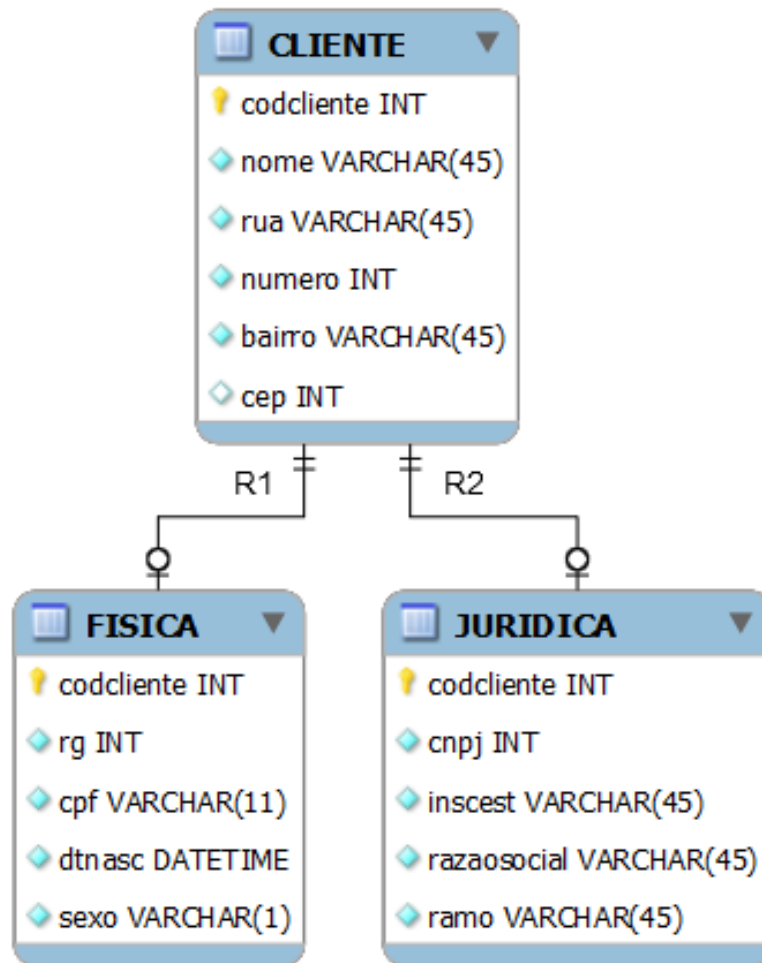 CLIENTE
codcliente INT
nome VARCHAR(45)
rua VARCHAR(45)
numero INT
bairro VARCHAR(45)
cep INT
R1
R2
FISICA
codcliente INT
rg INT
cpf VARCHAR(11)
dtnasc DATETIME
sexo VARCHAR(1)
JURIDICA
codcliente INT
cnpj INT
inscest VARCHAR(45)
razaosocial VARCHAR(45)
ramo VARCHAR(45)